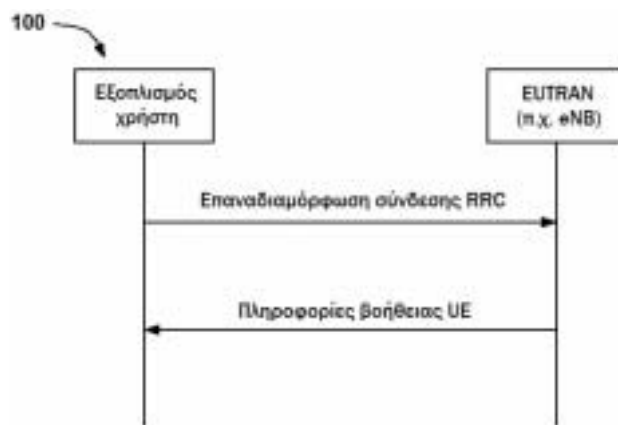 100
Εξοπλισμός
χρήστη
EUTRAN
(π.χ. eNB)
Επαναδιαμόρφωση σύνδεσης RRC
Πληροφορίες βοήθειας UE